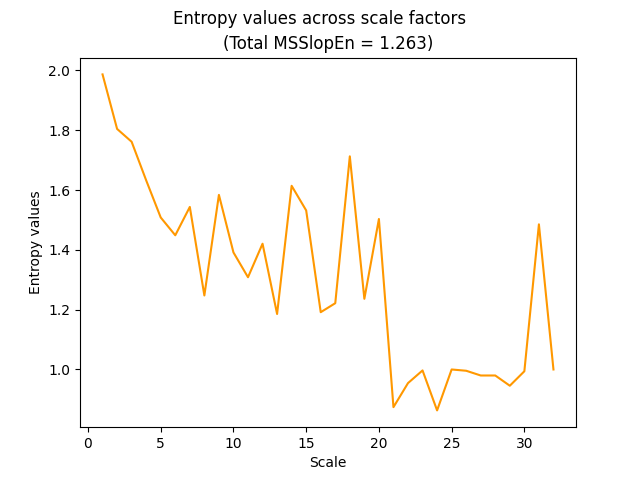 Entropy values across scale factors
(Total MSSlopEn = 1.263)
2.0
1.8
1.6
1.4
1.2
1.0
Entropy values
0 5 10 15 20 25 30
Scale